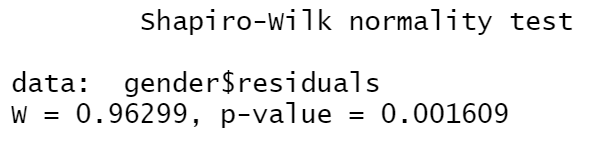 Shapiro-Wilk normality test
data:  gender$residuals
W = 0.96299, p-value = 0.001609